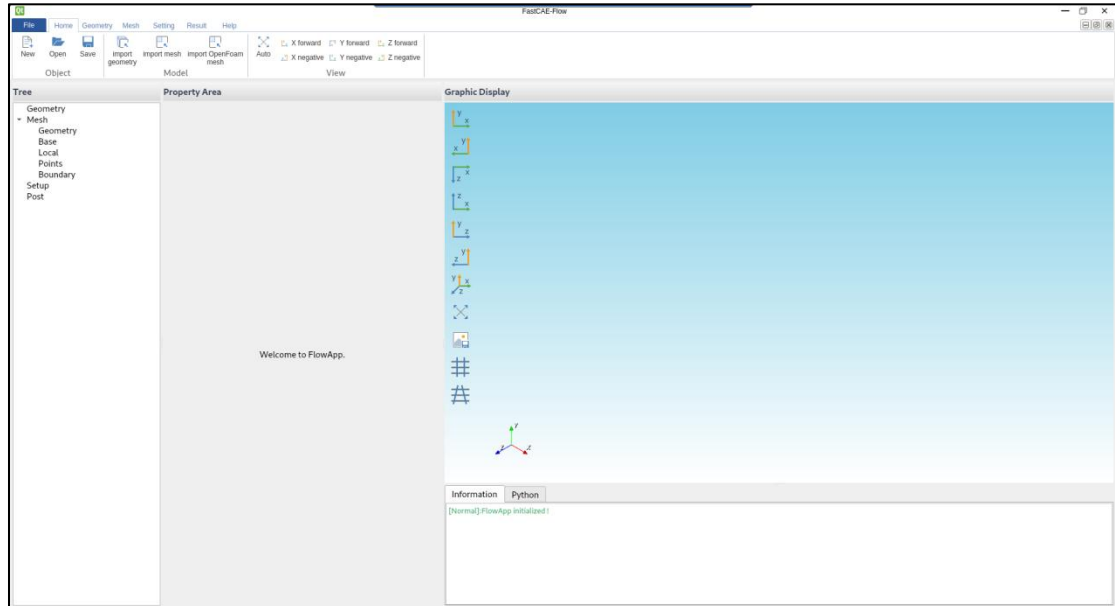 FastCAE-Flow
File Home Geometry Mesh Setting Result Help
New Open Save import geometry import mesh import OpenFoam mesh Auto
X forward Y forward Z forward
X negative Y negative Z negative
Object Model View
Tree
Geometry
Mesh
Geometry
Base
Local
Points
Boundary
Setup
Post
Property Area
Welcome to FlowApp.
Graphic Display
Y X
X Y
X Z
Z X
Y Z
Z Y
Y X Z
Y
Information Python
[Normal]:FlowApp initialized !